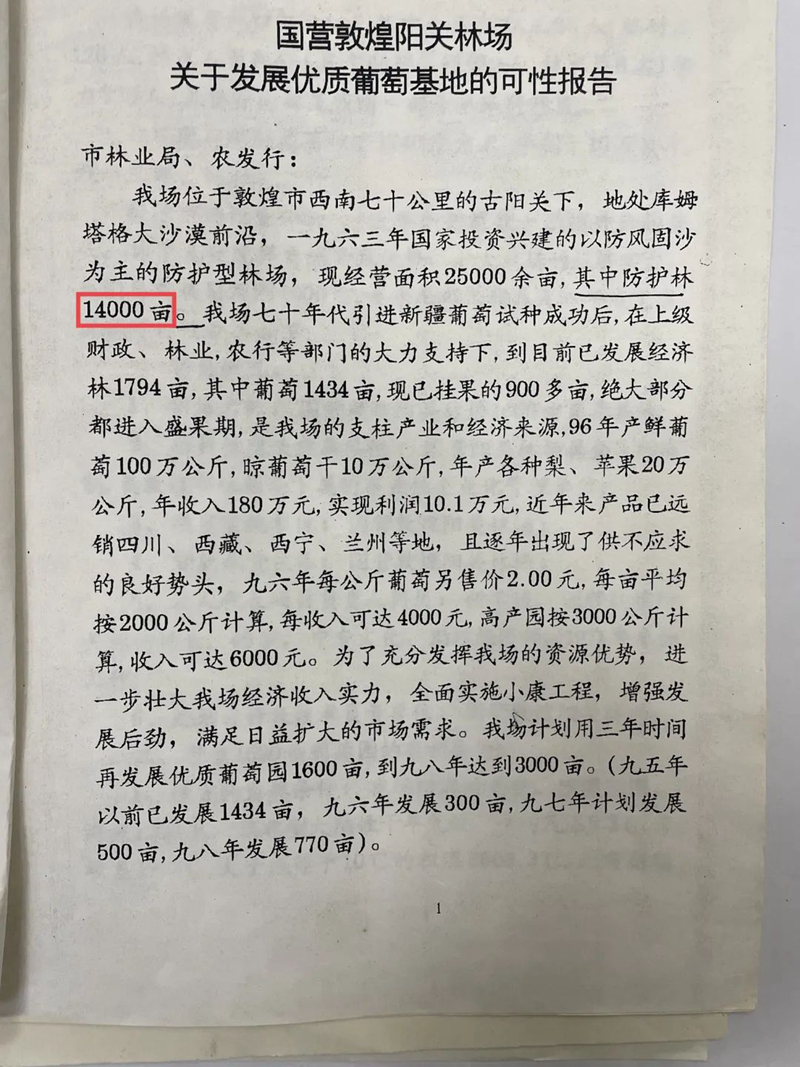 国营敦煌阳关林场
关于发展优质葡萄基地的可性报告
市林业局、农发行：
我场位于敦煌市西南七十公里的古阳关下，地处库姆
塔格大沙漠前沿，一九六三年国家投资兴建的以防风固沙
为主的防护型林场，现经营面积25000余亩，其中防护林
14000亩。我场七十年代引进新疆葡萄试种成功后，在上级
财政、林业，农行等部门的大力支持下，到目前已发展经济
林1794亩，其中葡萄1434亩，现已挂果的900多亩，绝大部分
都进入盛果期，是我场的支柱产业和经济来源，96年产鲜葡
萄100万公斤，晾葡萄干10万公斤，年产各种梨、苹果20万
公斤，年收入180万元，实现利润10.1万元，近年来产品已远
销四川、西藏、西宁、兰州等地，且逐年出现了供不应求
的良好势头，九六年每公斤葡萄另售价2.00元，每亩平均
按2000公斤计算，每收入可达4000元，高产园按3000公斤计
算，收入可达6000元。为了充分发挥我场的资源优势，进
一步壮大我场经济收入实力，全面实施小康工程，增强发
展后劲，满足日益扩大的市场需求。我场计划用三年时间
再发展优质葡萄园1600亩，到九八年达到3000亩。（九五年
以前已发展1434亩，九六年发展300亩，九七年计划发展
500亩，九八年发展770亩）。
1